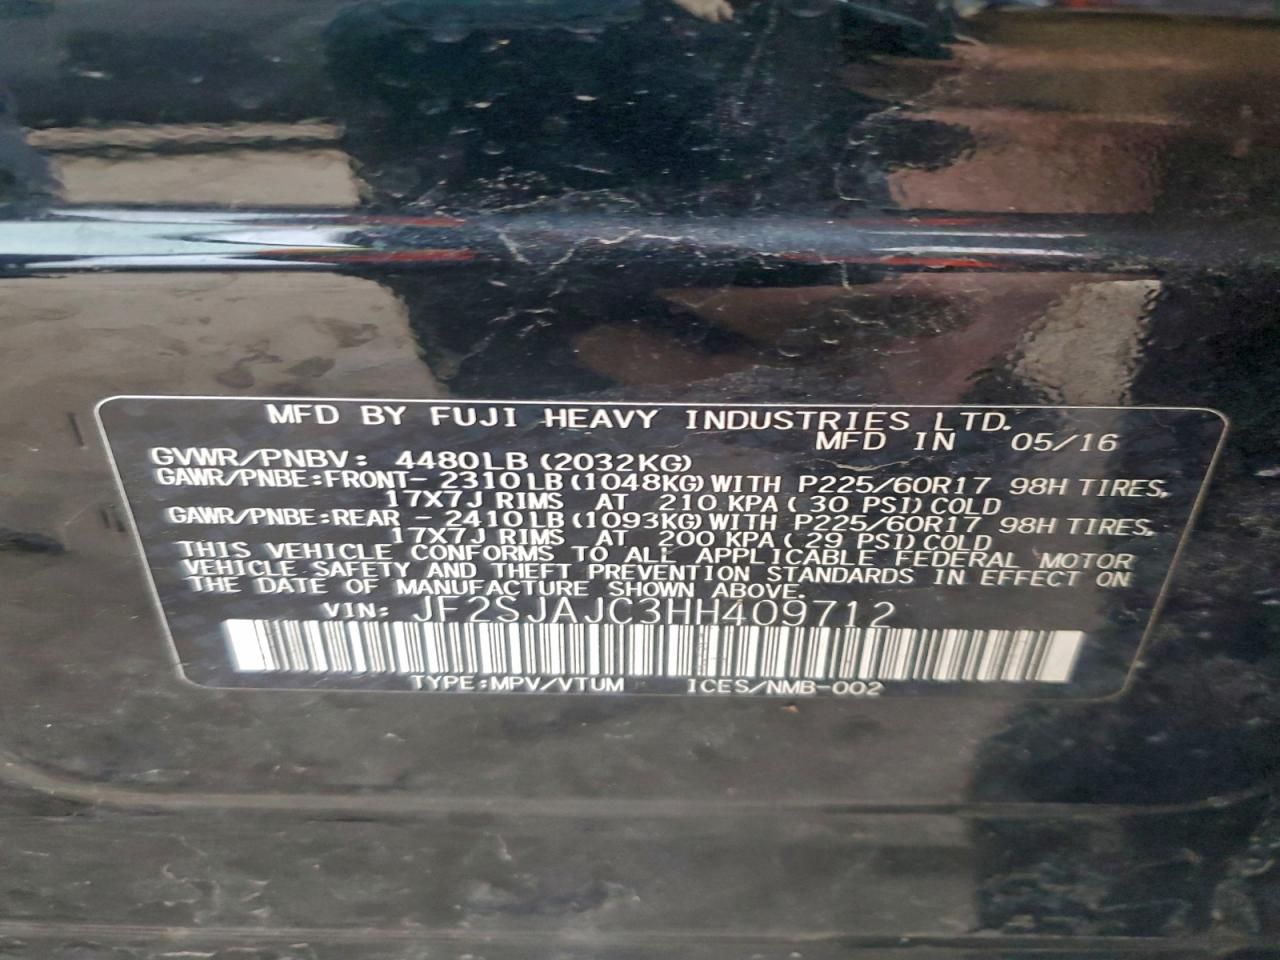 MFD BY FUJI HEAVY INDUSTRIES LTD.
MFD IN 05/16
GVWR/PNBV: 4480LB (2032KG)
GAWR/PNBE:FRONT- 2310LB (1048KG) WITH P225/60R17 98H TIRES,
17X7J RIMS AT 210 KPA ( 30 PSI) COLD
GAWR/PNBE:REAR - 2410LB (1093KG) WITH P225/60R17 98H TIRES,
17X7J RIMS AT 200 KPA ( 29 PSI) COLD
THIS VEHICLE CONFORMS TO ALL APPLICABLE FEDERAL MOTOR
VEHICLE SAFETY AND THEFT PREVENTION STANDARDS IN EFFECT ON
THE DATE OF MANUFACTURE SHOWN ABOVE.
VIN: JF2SJAJC3HH409712
TYPE:MPV/VTUM ICES/NMB-002